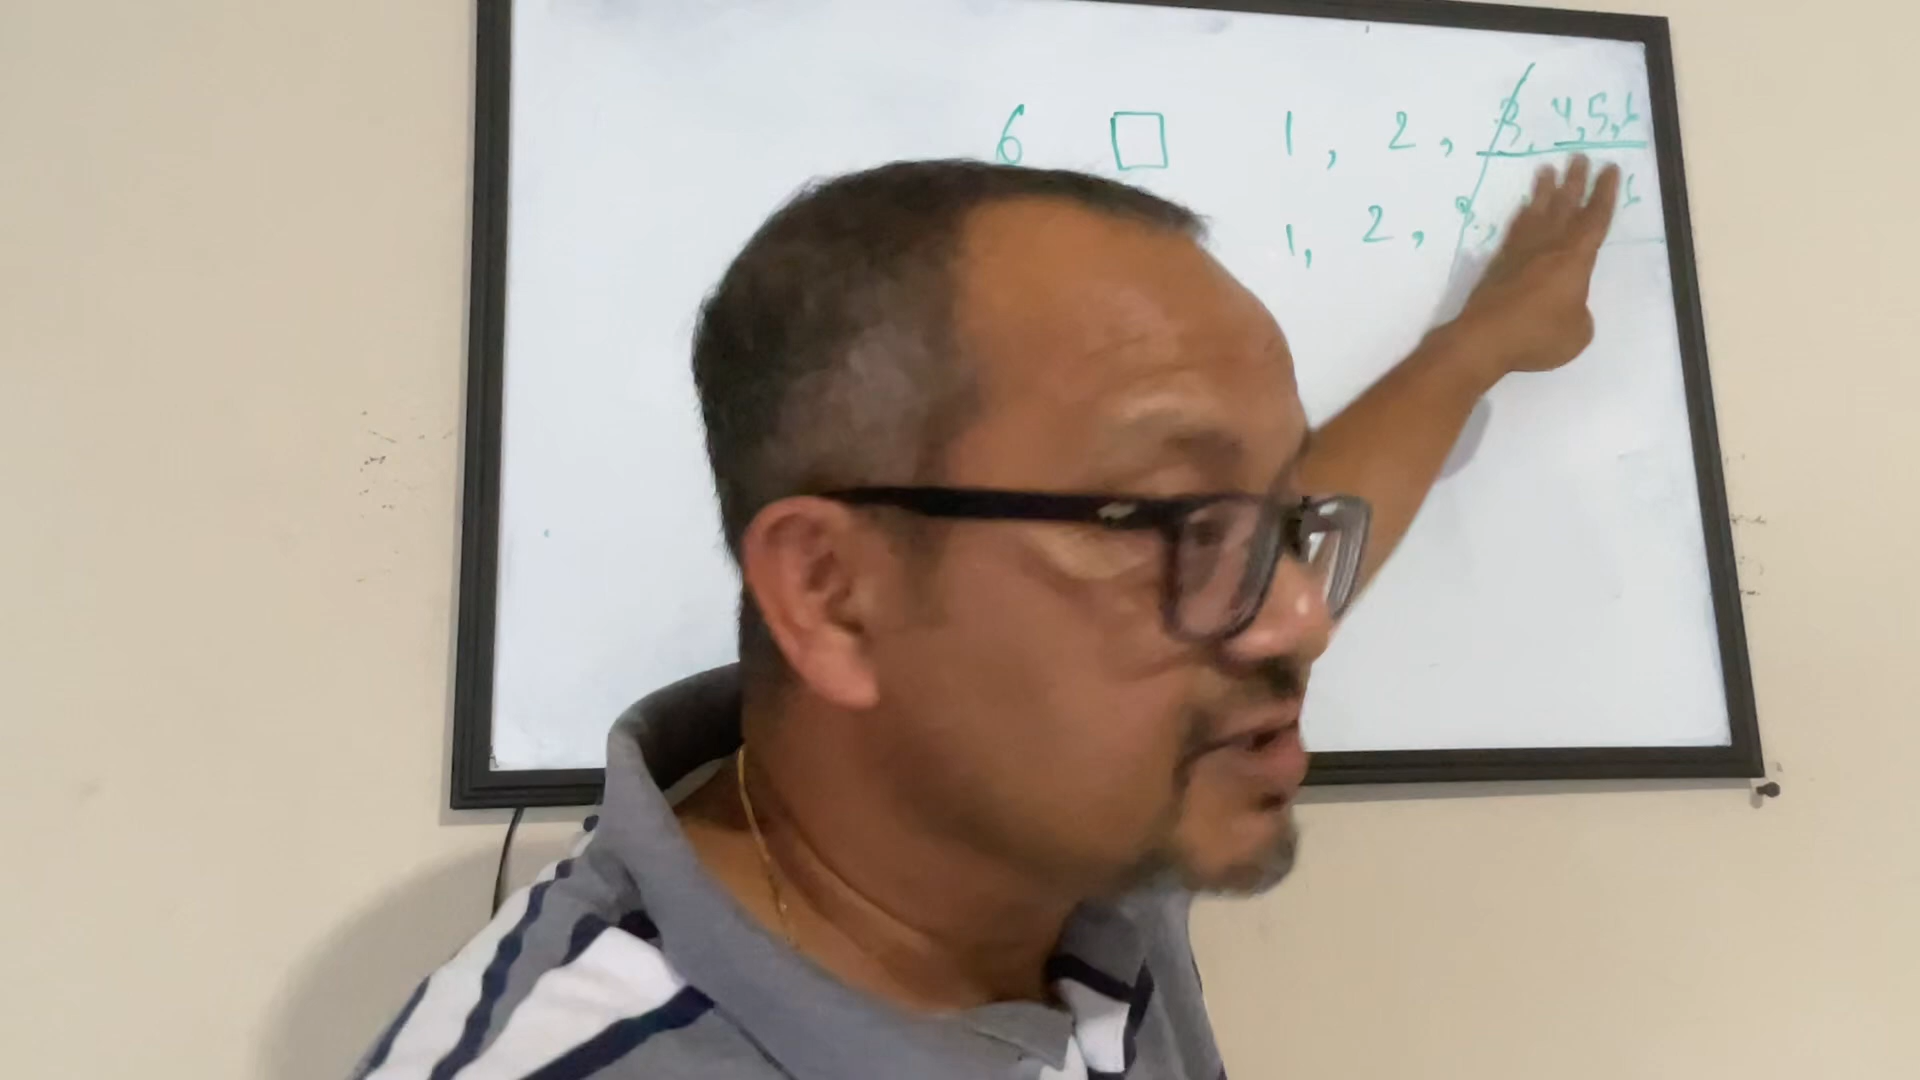 6 □ 1, 2, 3, 4, 5, 6
1, 2, 3, 6